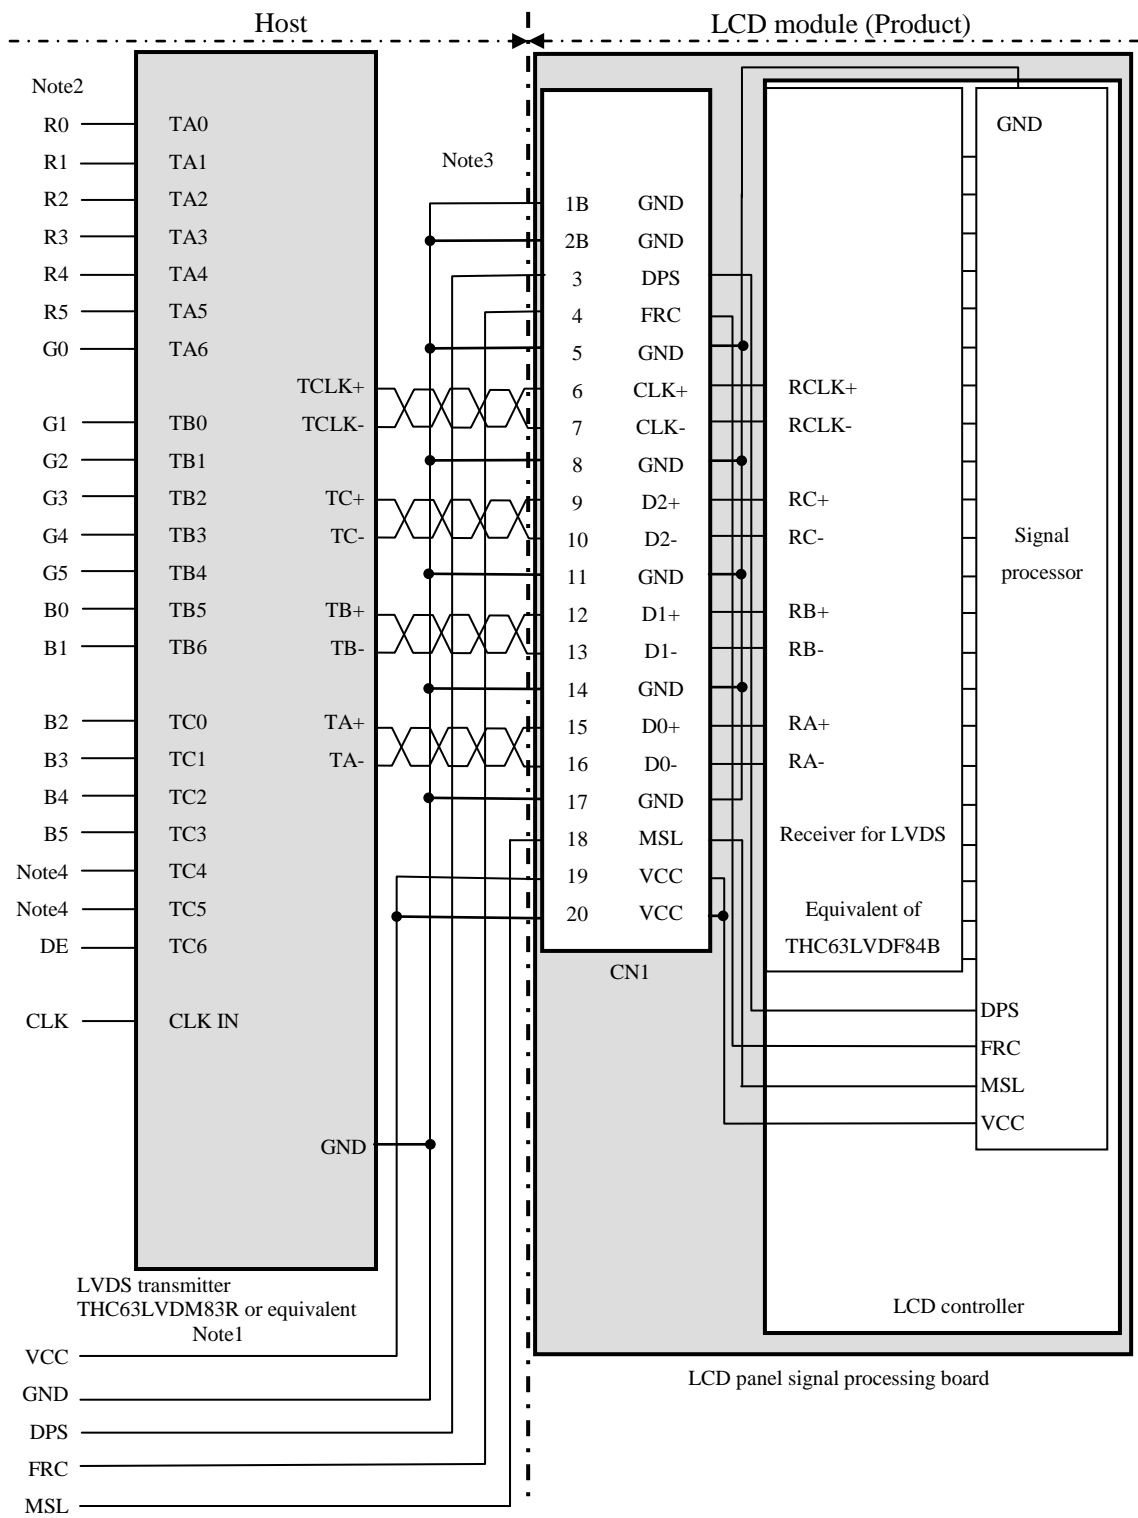 Host
LCD module (Product)
Note2
R0 TA0
R1 TA1
R2 TA2
R3 TA3
R4 TA4
R5 TA5
G0 TA6
G1 TB0
G2 TB1
G3 TB2
G4 TB3
G5 TB4
B0 TB5
B1 TB6
B2 TC0
B3 TC1
B4 TC2
B5 TC3
Note4 TC4
Note4 TC5
DE TC6
CLK CLK IN
TCLK+
TCLK-
TC+
TC-
TB+
TB-
TA+
TA-
GND
LVDS transmitter
THC63LVDM83R or equivalent
Note1
VCC
GND
DPS
FRC
MSL
Note3
1B GND
2B GND
3 DPS
4 FRC
5 GND
6 CLK+
7 CLK-
8 GND
9 D2+
10 D2-
11 GND
12 D1+
13 D1-
14 GND
15 D0+
16 D0-
17 GND
18 MSL
19 VCC
20 VCC
CN1
RCLK+
RCLK-
RC+
RC-
RB+
RB-
RA+
RA-
Receiver for LVDS
Equivalent of
THC63LVDF84B
GND
Signal
processor
DPS
FRC
MSL
VCC
LCD controller
LCD panel signal processing board